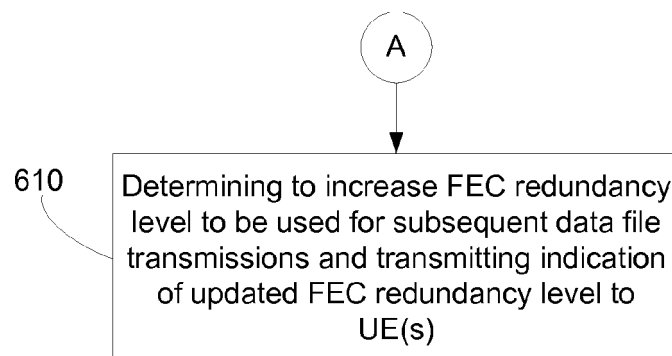 A
610
Determining to increase FEC redundancy
level to be used for subsequent data file
transmissions and transmitting indication
of updated FEC redundancy level to
UE(s)